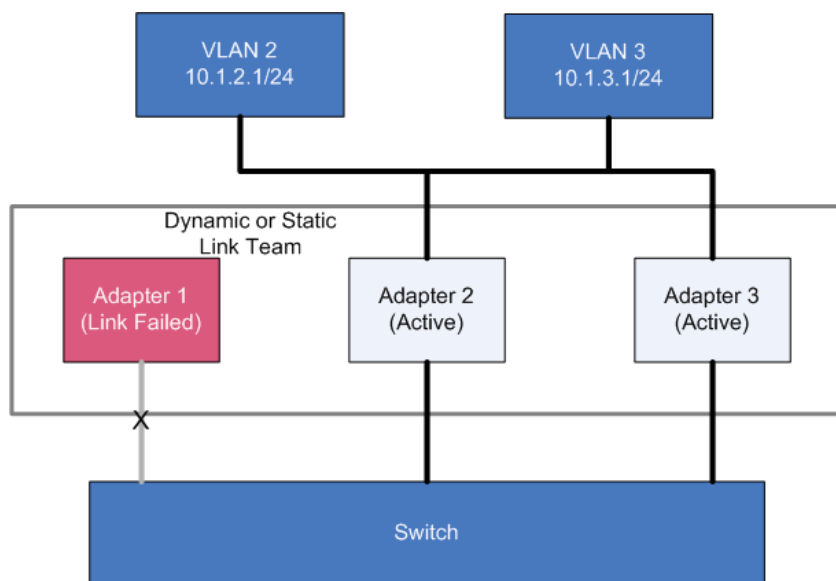 VLAN 2
10.1.2.1/24
VLAN 3
10.1.3.1/24
Dynamic or Static
Link Team
Adapter 1
(Link Failed)
Adapter 2
(Active)
Adapter 3
(Active)
X
Switch